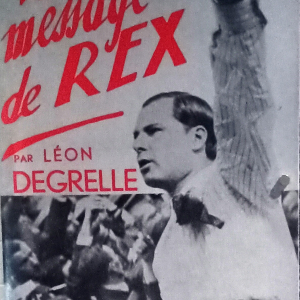 message
de REX
PAR LÉON
DEGRELLE